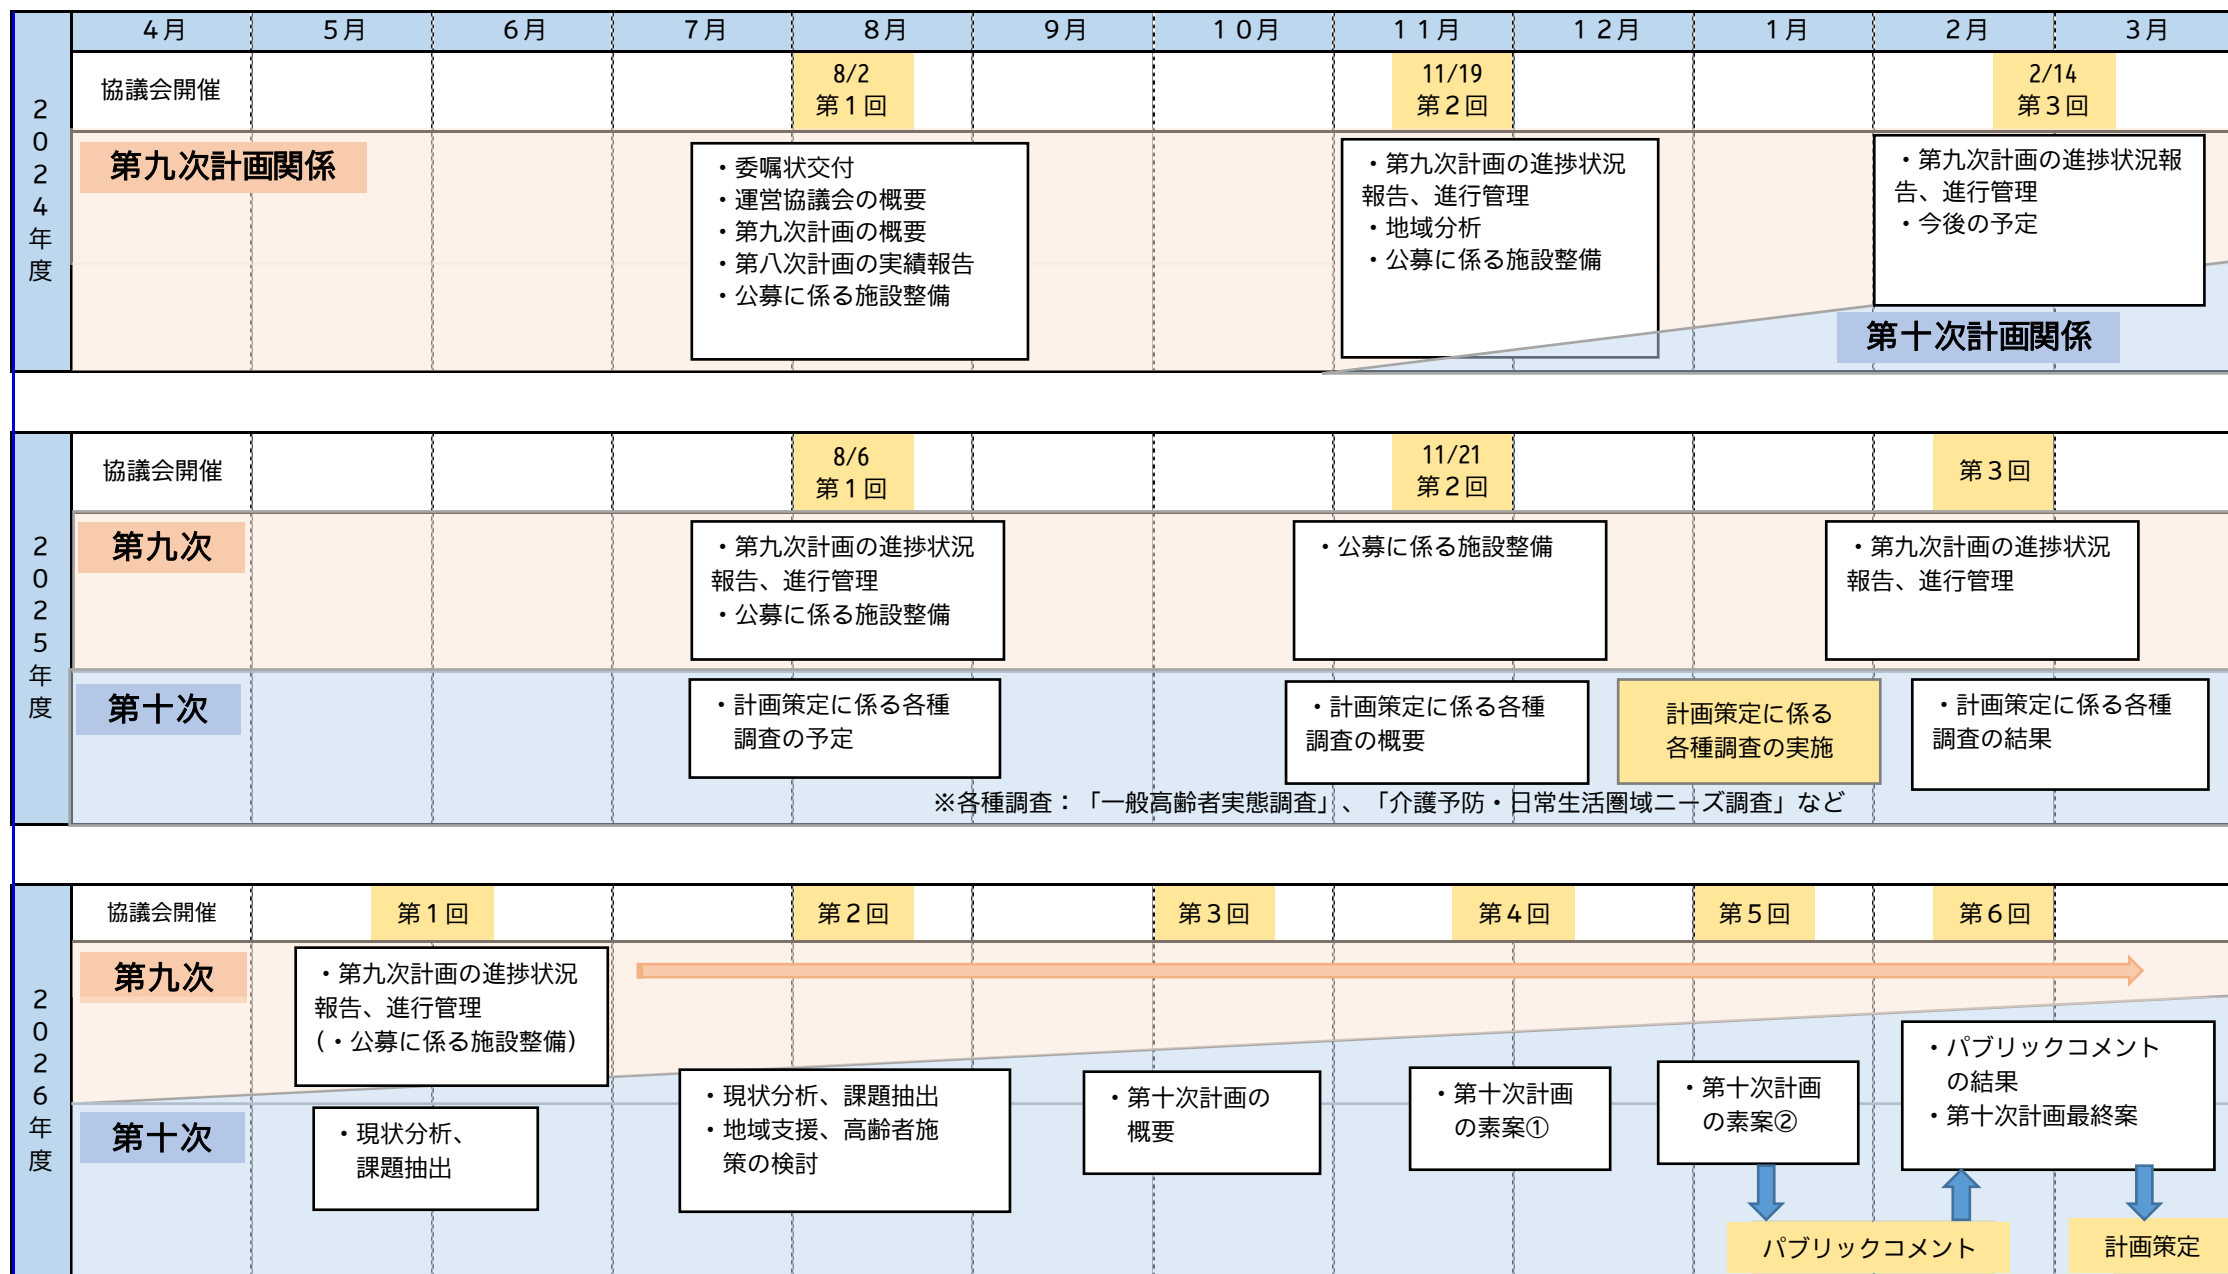 4月 5月 6月 7月 8月 9月 10月 11月 12月 1月 2月 3月
2024年度
協議会開催
8/2
第1回
11/19
第2回
2/14
第3回
第九次計画関係
・委嘱状交付
・運営協議会の概要
・第九次計画の概要
・第八次計画の実績報告
・公募に係る施設整備
・第九次計画の進捗状況
報告、進行管理
・地域分析
・公募に係る施設整備
・第九次計画の進捗状況報
告、進行管理
・今後の予定
第十次計画関係
2025年度
協議会開催
8/6
第1回
11/21
第2回
第3回
第九次
・第九次計画の進捗状況
報告、進行管理
・公募に係る施設整備
・公募に係る施設整備
・第九次計画の進捗状況
報告、進行管理
第十次
・計画策定に係る各種
調査の予定
・計画策定に係る各種
調査の概要
計画策定に係る
各種調査の実施
・計画策定に係る各種
調査の結果
※各種調査：「一般高齢者実態調査」、「介護予防・日常生活圏域ニーズ調査」など
2026年度
協議会開催
第1回
第2回
第3回
第4回
第5回
第6回
第九次
・第九次計画の進捗状況
報告、進行管理
(・公募に係る施設整備)
第十次
・現状分析、
課題抽出
・現状分析、課題抽出
・地域支援、高齢者施
策の検討
・第十次計画の
概要
・第十次計画
の素案①
・第十次計画
の素案②
・パブリックコメント
の結果
・第十次計画最終案
パブリックコメント
計画策定